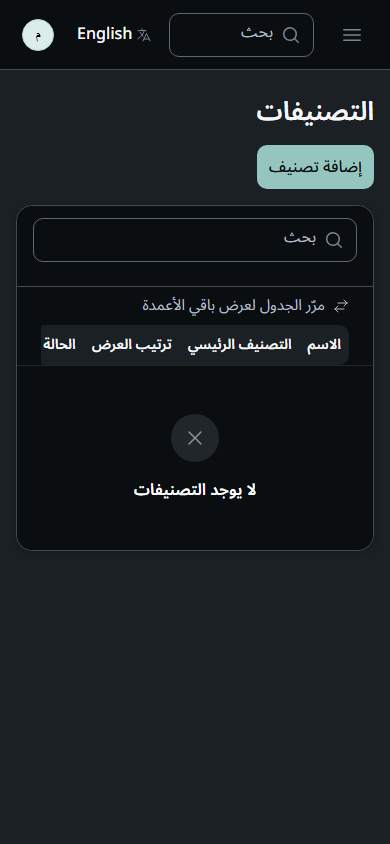 بحث
English
م
التصنيفات
إضافة تصنيف
بحث
مرّر الجدول لعرض باقي الأعمدة
الاسم التصنيف الرئيسي ترتيب العرض الحالة
لا يوجد التصنيفات